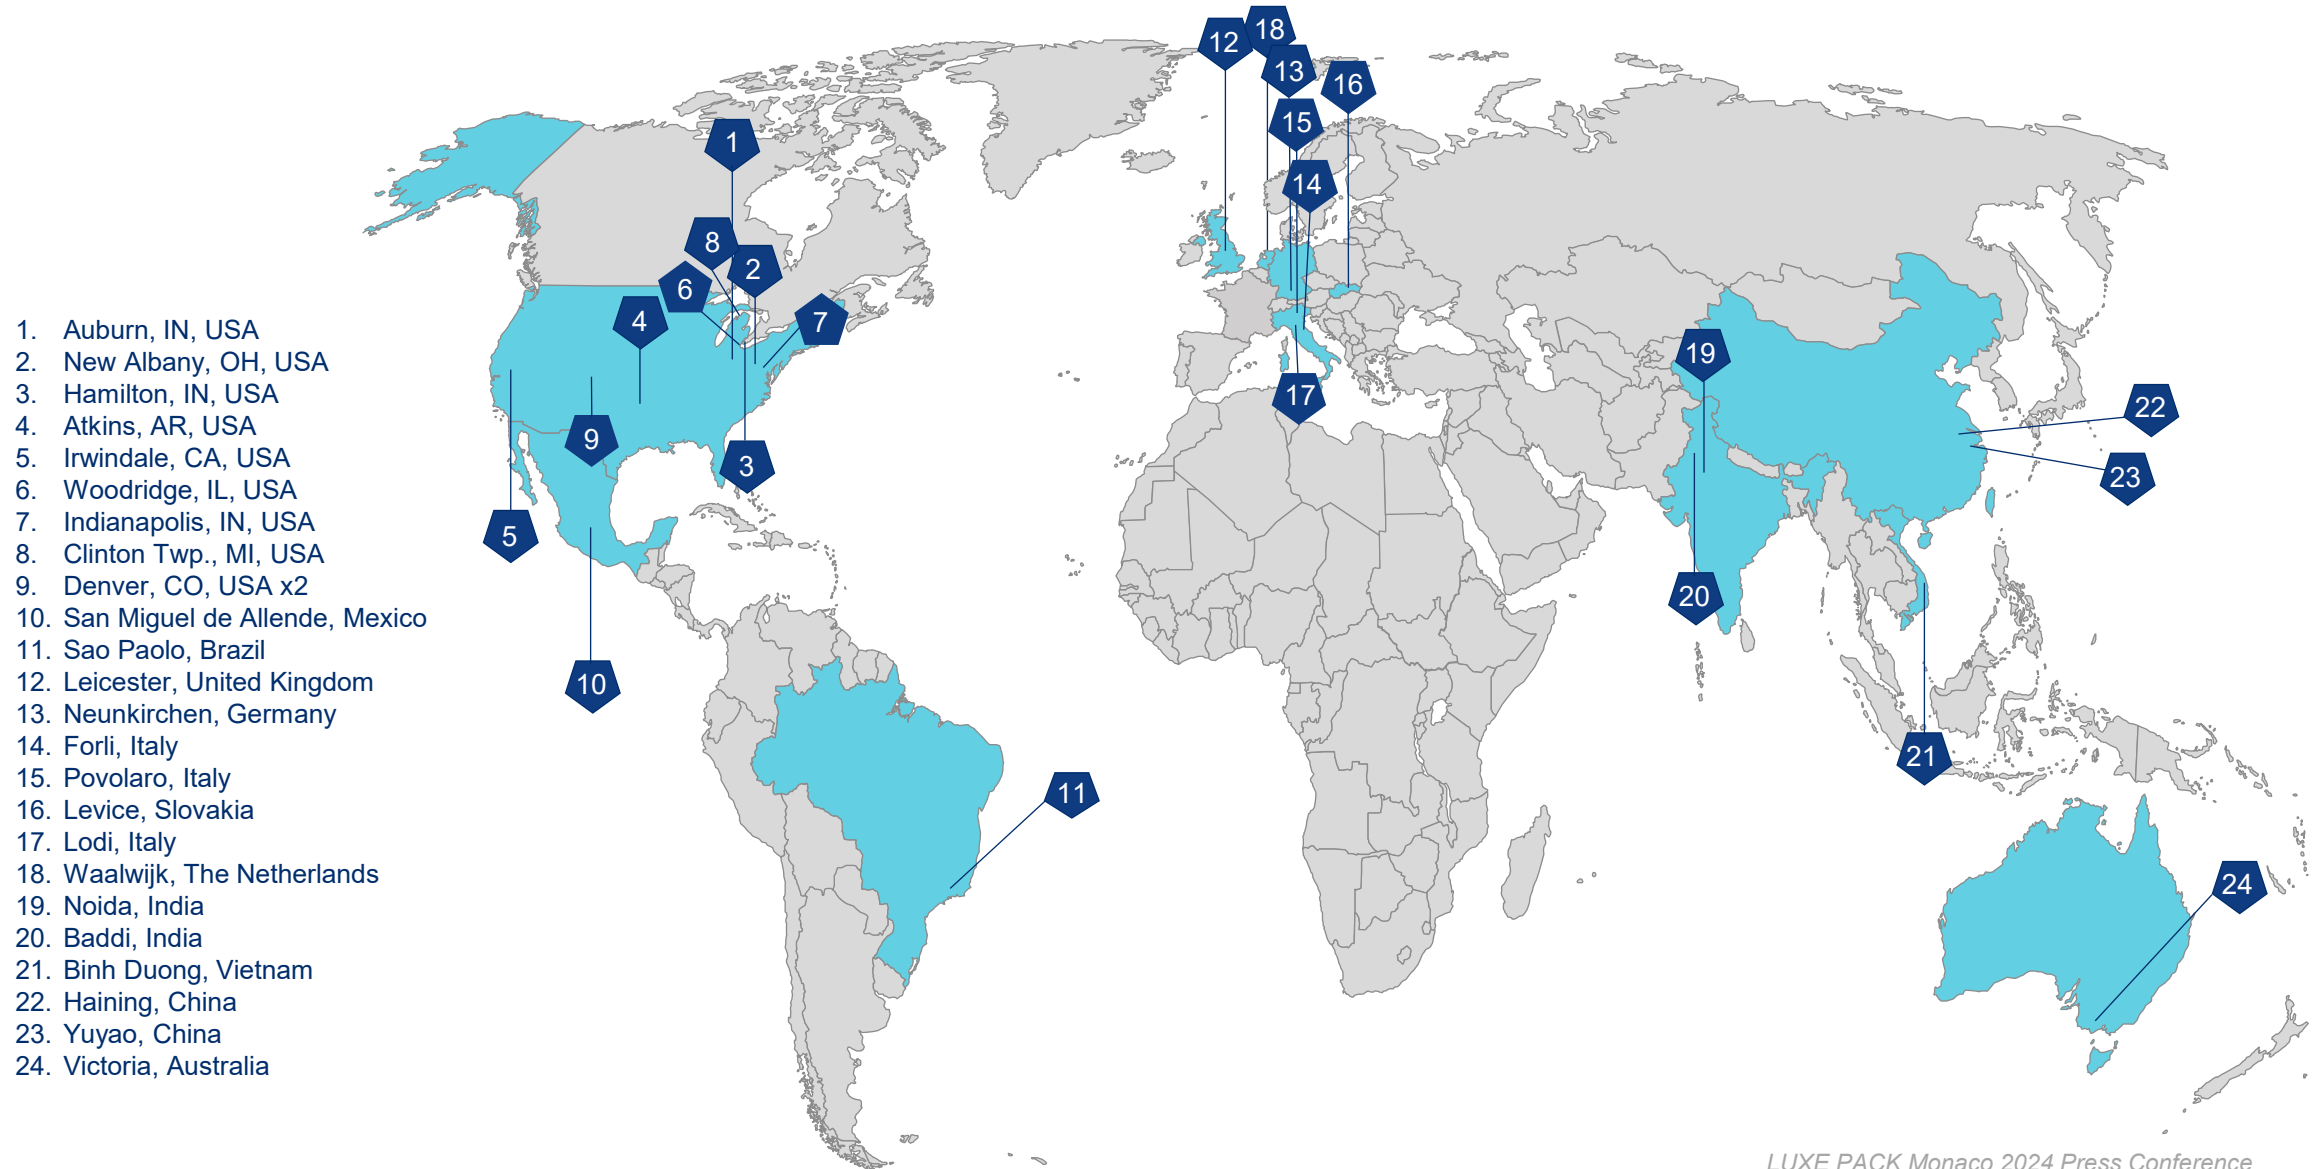 1. Auburn, IN, USA
2. New Albany, OH, USA
3. Hamilton, IN, USA
4. Atkins, AR, USA
5. Irwindale, CA, USA
6. Woodridge, IL, USA
7. Indianapolis, IN, USA
8. Clinton Twp., MI, USA
9. Denver, CO, USA x2
10. San Miguel de Allende, Mexico
11. Sao Paolo, Brazil
12. Leicester, United Kingdom
13. Neunkirchen, Germany
14. Forli, Italy
15. Povolaro, Italy
16. Levice, Slovakia
17. Lodi, Italy
18. Waalwijk, The Netherlands
19. Noida, India
20. Baddi, India
21. Binh Duong, Vietnam
22. Haining, China
23. Yuyao, China
24. Victoria, Australia
1
8
2
6
4
7
9
3
5
10
11
12
18
13
16
15
14
17
19
20
22
23
21
24
LUXE PACK Monaco 2024 Press Conference